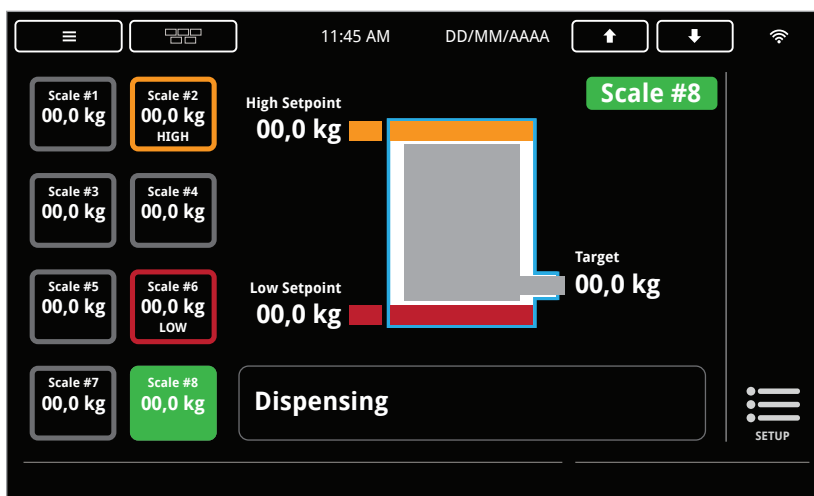 11:45 AM DD/MM/AAAA
Scale #1
00,0 kg
Scale #2
00,0 kg
HIGH
Scale #3
00,0 kg
Scale #4
00,0 kg
Scale #5
00,0 kg
Scale #6
00,0 kg
LOW
Scale #7
00,0 kg
Scale #8
00,0 kg
High Setpoint
00,0 kg
Scale #8
Target
00,0 kg
Low Setpoint
00,0 kg
Dispensing
SETUP